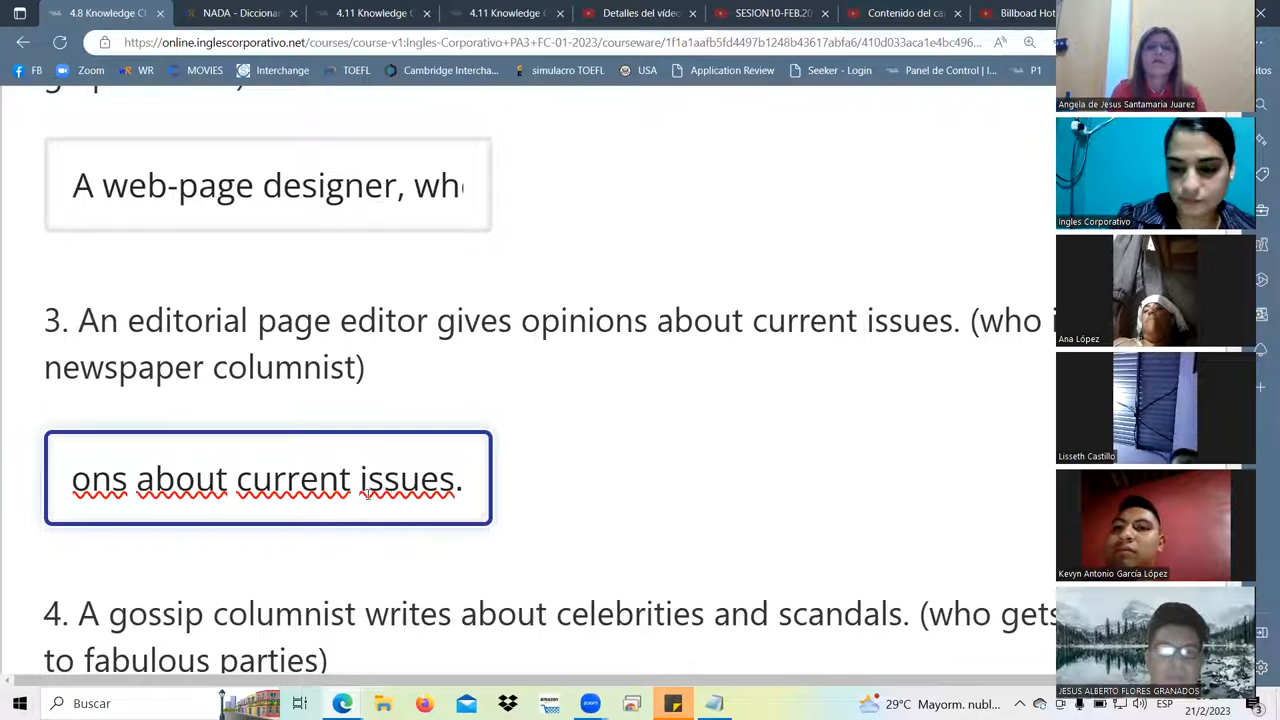 NADA - Diccionar
4.11 Knowledge C
4.11 Knowledge C
4.11 Knowledge C
Detalles del vídeo
SESION10-FEB.20
Contenido del ca
Billboad Hot
https://online.inglescorporativo.net/courses/course-v1:Ingles-Corporativo+PA3+FC-01-2023/courseware/1f1a1aafb5fd4497b1248b43617abfa6/410d033aca1e4bc496...
FB
Zoom
WR
MOVIES
Interchange
TOEFL
Cambridge Intercha...
simulacro TOEFL
USA
Application Review
Seeker - Login
Panel de Control | I...
P1
A web-page designer, who
3. An editorial page editor gives opinions about current issues. (who i
newspaper columnist)
ons about current issues.
4. A gossip columnist writes about celebrities and scandals. (who gets
to fabulous parties)
Angela de Jesus Santamaria Juarez
Ingles Corporativo
Ana López
Lisseth Castillo
Kevyn Antonio García López
JESUS ALBERTO FLORES GRANADOS
Buscar
amazon
zoom
29°C Mayorm. nubl...
ESP
21/2/2023
3